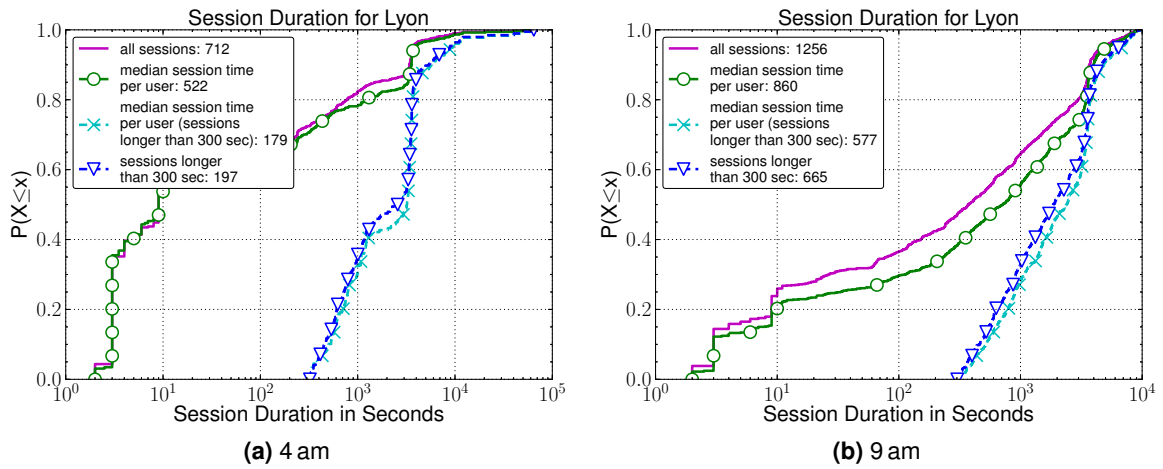 Session Duration for Lyon
all sessions: 712
median session time
per user: 522
median session time
per user (sessions
longer than 300 sec): 179
sessions longer
than 300 sec: 197
P(X≤x)
1.0
0.8
0.6
0.4
0.2
0.0
10^0 10^1 10^2 10^3 10^4 10^5
Session Duration in Seconds
(a) 4 am
Session Duration for Lyon
all sessions: 1256
median session time
per user: 860
median session time
per user (sessions
longer than 300 sec): 577
sessions longer
than 300 sec: 665
P(X≤x)
1.0
0.8
0.6
0.4
0.2
0.0
10^0 10^1 10^2 10^3 10^4
Session Duration in Seconds
(b) 9 am